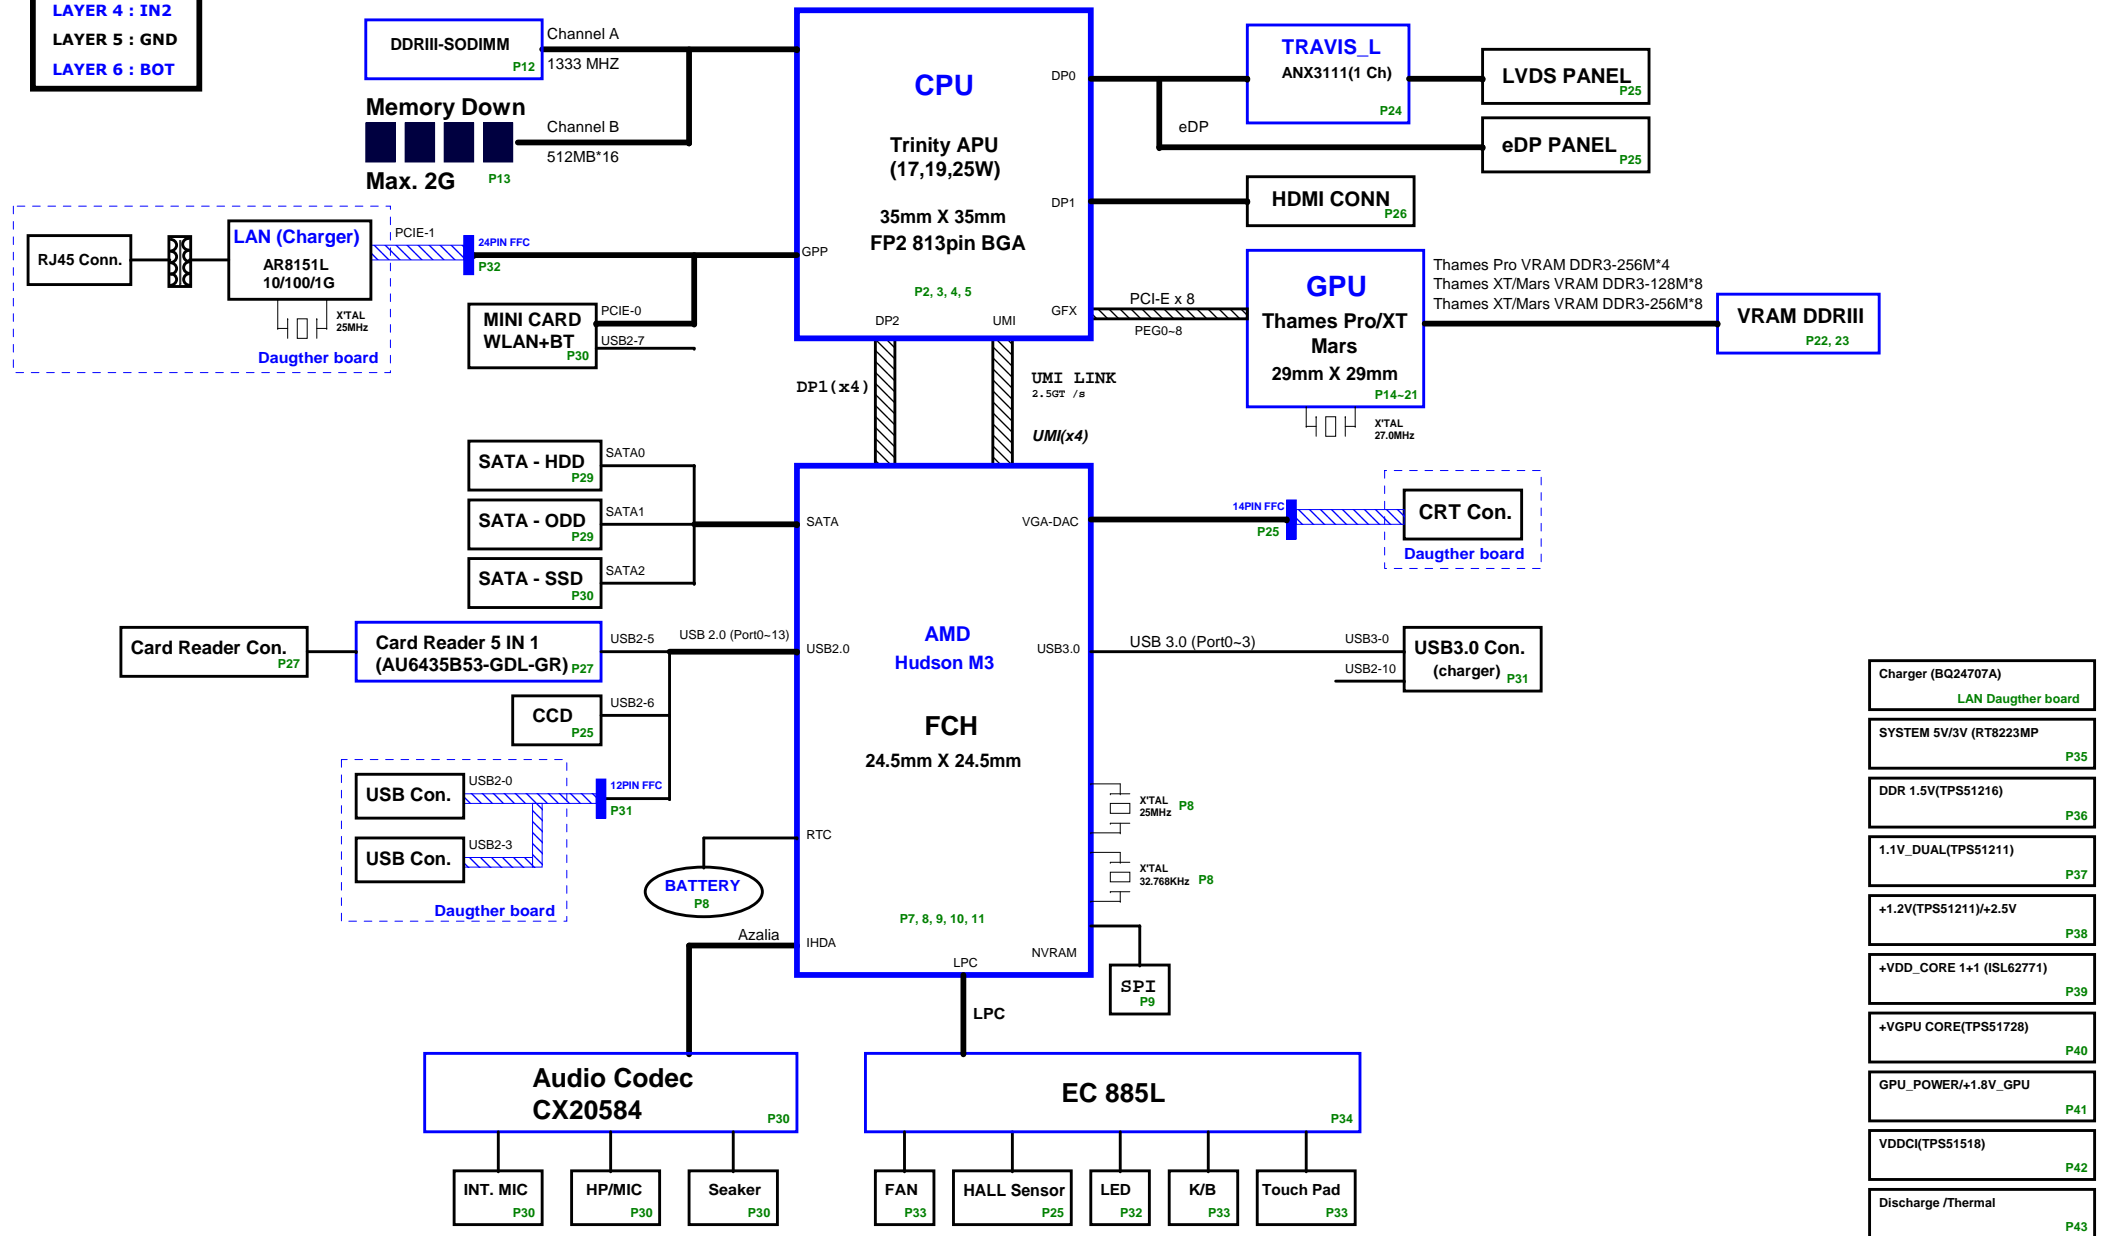 LAYER 4 : IN2
LAYER 5 : GND
LAYER 6 : BOT
DDRIII-SODIMM
P12
Channel A
1333 MHZ
Memory Down
Channel B
512MB*16
Max. 2G
P13
CPU
Trinity APU
(17,19,25W)
35mm X 35mm
FP2 813pin BGA
P2, 3, 4, 5
DP0
DP1
GPP
GFX
DP2
UMI
TRAVIS_L
ANX3111(1 Ch)
P24
LVDS PANEL
P25
eDP
eDP PANEL
P25
HDMI CONN
P26
RJ45 Conn.
LAN (Charger)
AR8151L
10/100/1G
X'TAL
25MHz
Daugther board
PCIE-1
24PIN FFC
P32
MINI CARD
WLAN+BT
P30
PCIE-0
USB2-7
PCI-E x 8
PEG0~8
GPU
Thames Pro/XT
Mars
29mm X 29mm
P14~21
X'TAL
27.0MHz
Thames Pro VRAM DDR3-256M*4
Thames XT/Mars VRAM DDR3-128M*8
Thames XT/Mars VRAM DDR3-256M*8
VRAM DDRIII
P22, 23
DP1(x4)
UMI LINK
2.5GT /s
UMI(x4)
SATA - HDD
P29
SATA0
SATA - ODD
P29
SATA1
SATA - SSD
P30
SATA2
SATA
VGA-DAC
14PIN FFC
P25
CRT Con.
Daugther board
Card Reader Con.
P27
Card Reader 5 IN 1
(AU6435B53-GDL-GR)
P27
USB2-5
USB 2.0 (Port0~13)
USB2.0
AMD
Hudson M3
FCH
24.5mm X 24.5mm
P7, 8, 9, 10, 11
USB3.0
USB 3.0 (Port0~3)
USB3-0
USB2-10
USB3.0 Con.
(charger)
P31
CCD
P25
USB2-6
USB Con.
USB2-0
12PIN FFC
P31
USB Con.
USB2-3
Daugther board
RTC
BATTERY
P8
X'TAL
25MHz
P8
X'TAL
32.768KHz
P8
Azalia
IHDA
LPC
NVRAM
SPI
P9
LPC
Audio Codec
CX20584
P30
EC 885L
P34
INT. MIC
P30
HP/MIC
P30
Seaker
P30
FAN
P33
HALL Sensor
P25
LED
P32
K/B
P33
Touch Pad
P33
Charger (BQ24707A)
LAN Daugther board
SYSTEM 5V/3V (RT8223MP
P35
DDR 1.5V(TPS51216)
P36
1.1V_DUAL(TPS51211)
P37
+1.2V(TPS51211)/+2.5V
P38
+VDD_CORE 1+1 (ISL62771)
P39
+VGPU CORE(TPS51728)
P40
GPU_POWER/+1.8V_GPU
P41
VDDCI(TPS51518)
P42
Discharge /Thermal
P43